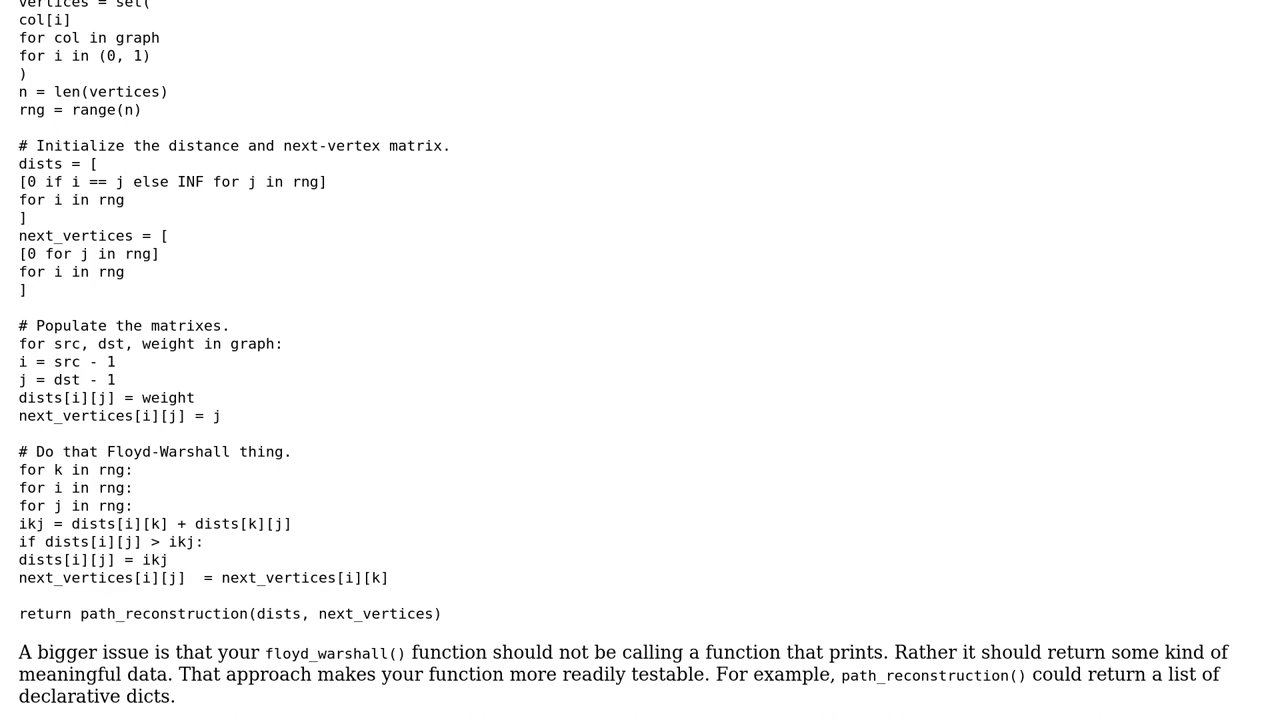 vertices = set(
col[i]
for col in graph
for i in (0, 1)
)
n = len(vertices)
rng = range(n)

# Initialize the distance and next-vertex matrix.
dists = [
[0 if i == j else INF for j in rng]
for i in rng
]
next_vertices = [
[0 for j in rng]
for i in rng
]

# Populate the matrixes.
for src, dst, weight in graph:
i = src - 1
j = dst - 1
dists[i][j] = weight
next_vertices[i][j] = j

# Do that Floyd-Warshall thing.
for k in rng:
for i in rng:
for j in rng:
ikj = dists[i][k] + dists[k][j]
if dists[i][j] > ikj:
dists[i][j] = ikj
next_vertices[i][j]  = next_vertices[i][k]

return path_reconstruction(dists, next_vertices)

A bigger issue is that your floyd_warshall() function should not be calling a function that prints. Rather it should return some kind of
meaningful data. That approach makes your function more readily testable. For example, path_reconstruction() could return a list of
declarative dicts.